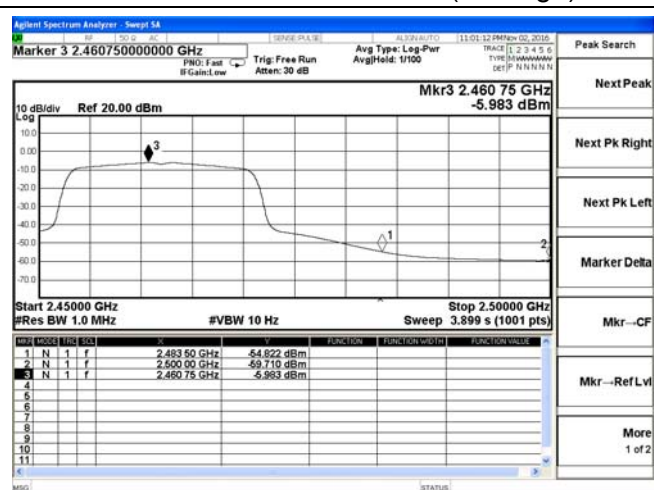 Agilent Spectrum Analyzer - Swept SA
RF 50 Ω AC SENSE:PULSE ALIGN AUTO 11:01:12 PM Nov 02, 2016
Marker 3 2.460750000000 GHz
PNO: Fast Trig: Free Run Avg Type: Log-Pwr TRACE 1 2 3 4 5 6
IFGain:Low Atten: 30 dB Avg|Hold: 1/100 TYPE
DET P N N N N N
Peak Search
Mkr3 2.460 75 GHz
-5.983 dBm
10 dB/div Ref 20.00 dBm
Log
10.0
0.00
-10.0
-20.0
-30.0
-40.0
-50.0
-60.0
-70.0
3
1
2
Start 2.45000 GHz Stop 2.50000 GHz
#Res BW 1.0 MHz #VBW 10 Hz Sweep 3.899 s (1001 pts)
MKR MODE TRC SCL X Y FUNCTION FUNCTION WIDTH FUNCTION VALUE
1 N 1 f 2.483 50 GHz -54.822 dBm
2 N 1 f 2.500 00 GHz -59.710 dBm
3 N 1 f 2.460 75 GHz -5.983 dBm
4
5
6
7
8
9
10
11
MSG STATUS
Next Peak
Next Pk Right
Next Pk Left
Marker Delta
Mkr→CF
Mkr→Ref Lvl
More
1 of 2